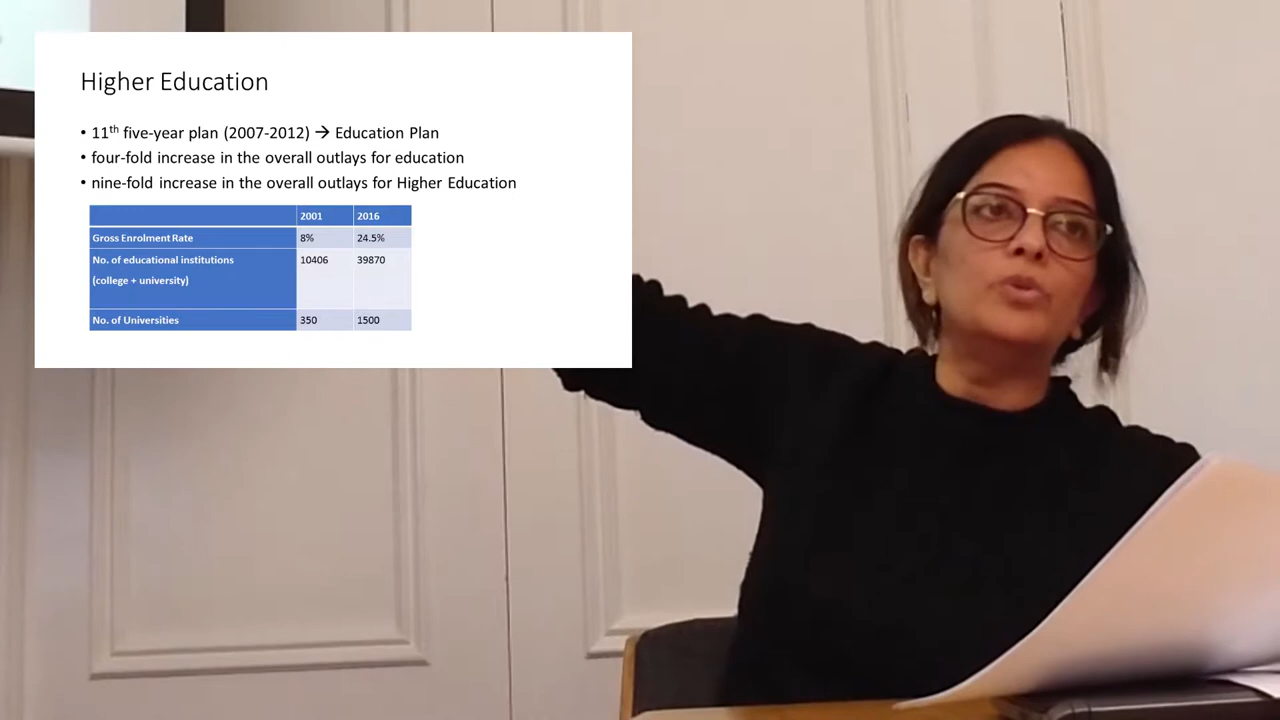 Higher Education
• 11th five-year plan (2007-2012) → Education Plan
• four-fold increase in the overall outlays for education
• nine-fold increase in the overall outlays for Higher Education
2001 2016
Gross Enrolment Rate 8% 24.5%
No. of educational institutions 10406 39870
(college + university)
No. of Universities 350 1500